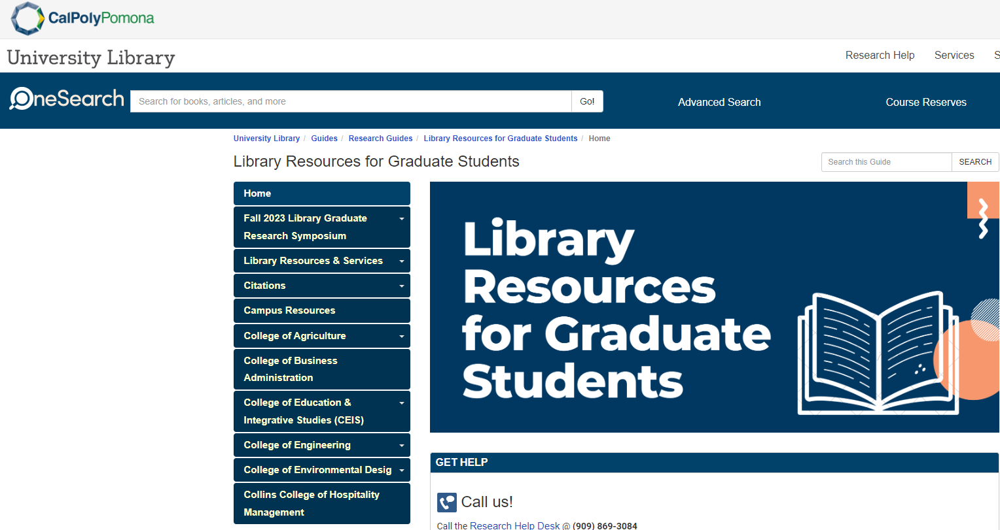 CalPolyPomona
University Library
Research Help Services S
OneSearch Search for books, articles, and more Go! Advanced Search Course Reserves
University Library / Guides / Research Guides / Library Resources for Graduate Students / Home
Library Resources for Graduate Students
Search this Guide SEARCH
Home
Fall 2023 Library Graduate
Research Symposium
Library Resources & Services
Citations
Campus Resources
College of Agriculture
College of Business
Administration
College of Education &
Integrative Studies (CEIS)
College of Engineering
College of Environmental Desig
Collins College of Hospitality
Management
Library
Resources
for Graduate
Students
GET HELP
Call us!
Call the Research Help Desk @ (909) 869-3084